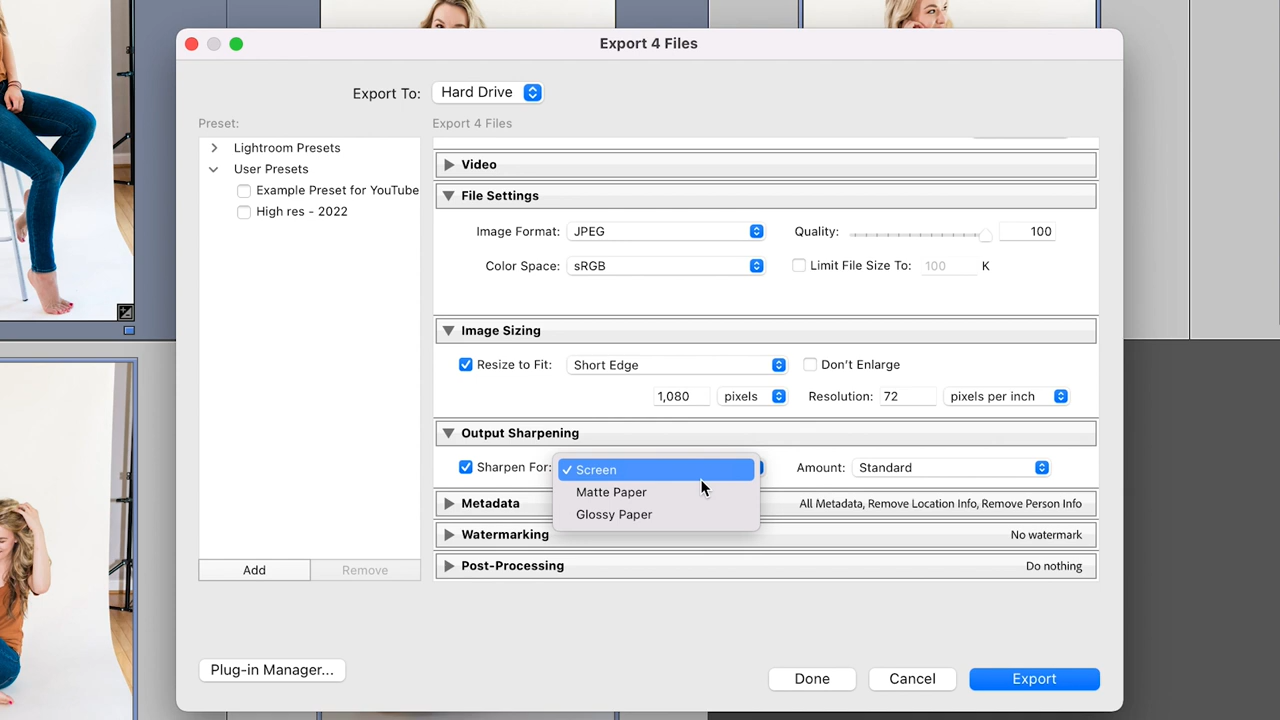 Export 4 Files
Export To: Hard Drive
Preset:
Export 4 Files
Lightroom Presets
User Presets
Example Preset for YouTube
High res - 2022
Add
Remove
Video
File Settings
Image Format: JPEG Quality: 100
Color Space: sRGB Limit File Size To: 100 K
Image Sizing
Resize to Fit: Short Edge Don't Enlarge
1,080 pixels Resolution: 72 pixels per inch
Output Sharpening
Sharpen For: Screen Amount: Standard
Matte Paper
Glossy Paper
Metadata All Metadata, Remove Location Info, Remove Person Info
Watermarking No watermark
Post-Processing Do nothing
Plug-in Manager...
Done Cancel Export